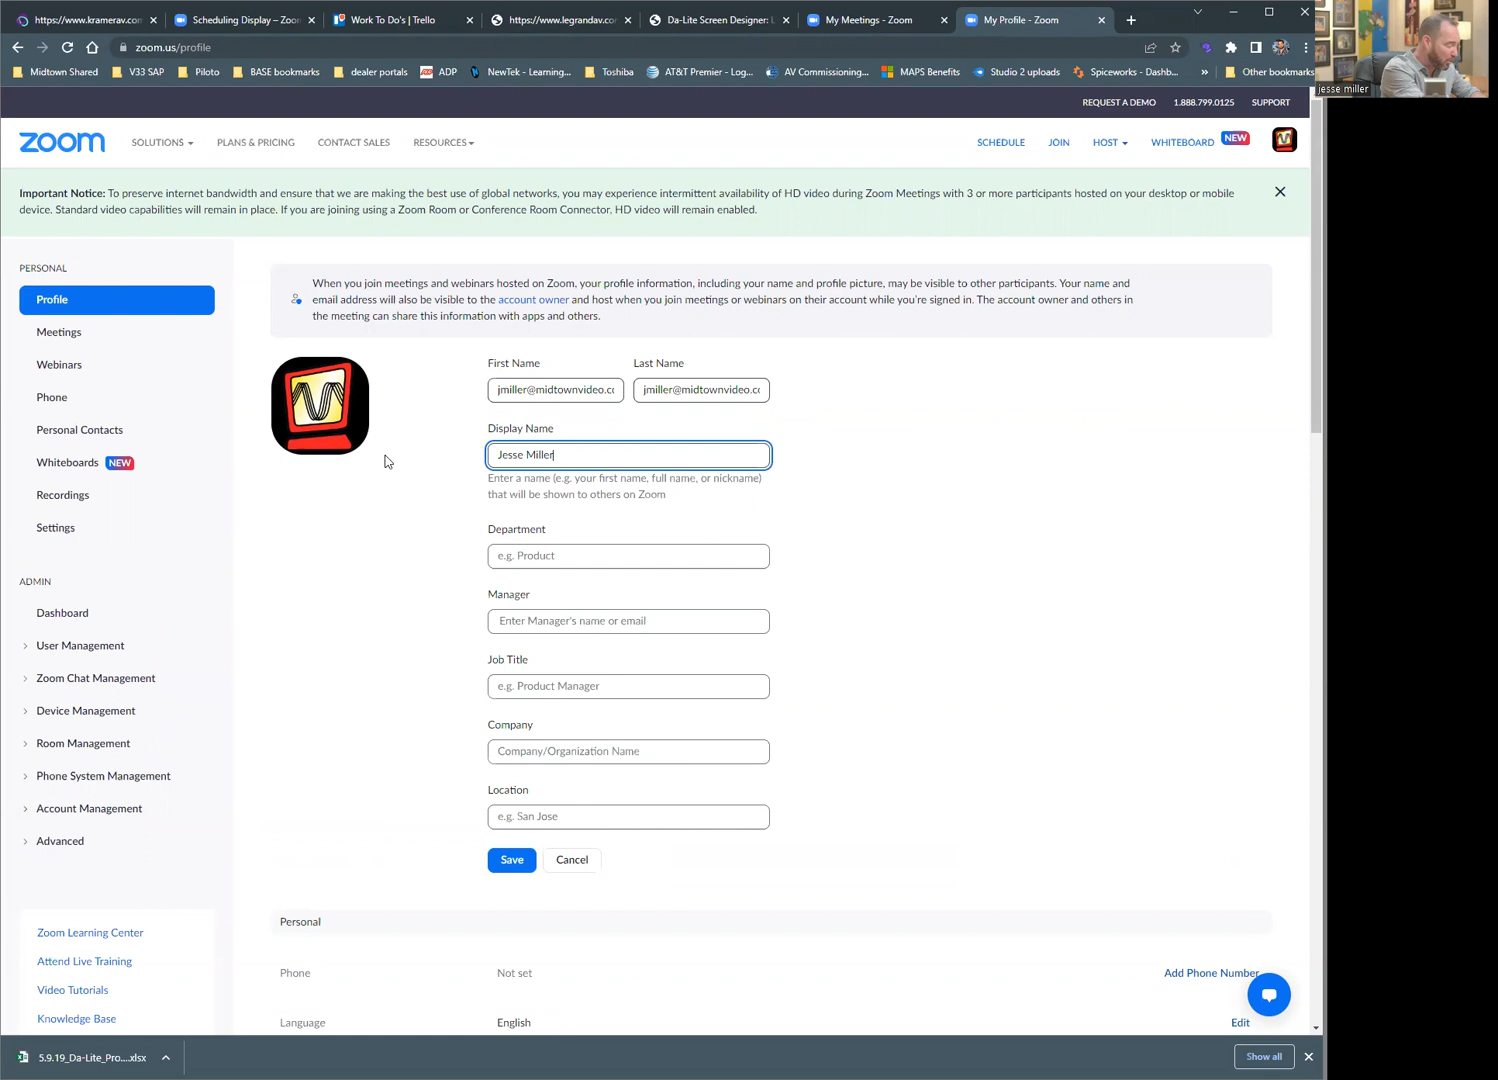 https://www.kramerav.com
Scheduling Display – Zoom
Work To Do's | Trello
https://www.legrandav.com
Da-Lite Screen Designer: L
My Meetings - Zoom
My Profile - Zoom
zoom.us/profile
Midtown Shared
V33 SAP
Piloto
BASE bookmarks
dealer portals
ADP
NewTek - Learning...
Toshiba
AT&T Premier - Log...
AV Commissioning...
MAPS Benefits
Studio 2 uploads
Spiceworks - Dashb...
»
Other bookmarks
jesse miller
REQUEST A DEMO
1.888.799.0125
SUPPORT
zoom
SOLUTIONS
PLANS & PRICING
CONTACT SALES
RESOURCES
SCHEDULE
JOIN
HOST
WHITEBOARD
NEW
Important Notice: To preserve internet bandwidth and ensure that we are making the best use of global networks, you may experience intermittent availability of HD video during Zoom Meetings with 3 or more participants hosted on your desktop or mobile
device. Standard video capabilities will remain in place. If you are joining using a Zoom Room or Conference Room Connector. HD video will remain enabled.
PERSONAL
Profile
Meetings
Webinars
Phone
Personal Contacts
Whiteboards NEW
Recordings
Settings
ADMIN
Dashboard
User Management
Zoom Chat Management
Device Management
Room Management
Phone System Management
Account Management
Advanced
Zoom Learning Center
Attend Live Training
Video Tutorials
Knowledge Base
When you join meetings and webinars hosted on Zoom, your profile information, including your name and profile picture, may be visible to other participants. Your name and
email address will also be visible to the account owner and host when you join meetings or webinars on their account while you're signed in. The account owner and others in
the meeting can share this information with apps and others.
First Name
Last Name
jmiller@midtownvideo.cc
jmiller@midtownvideo.cc
Display Name
Jesse Miller
Enter a name (e.g. your first name, full name, or nickname)
that will be shown to others on Zoom
Department
e.g. Product
Manager
Enter Manager's name or email
Job Title
e.g. Product Manager
Company
Company/Organization Name
Location
e.g. San Jose
Save
Cancel
Personal
Phone
Not set
Add Phone Number
Language
English
Edit
5.9.19_Da-Lite_Pro....xlsx
Show all